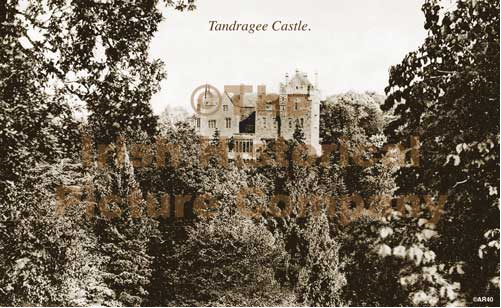 Tandragee Castle.
© The
Irish Historical
Picture Company
©AR40